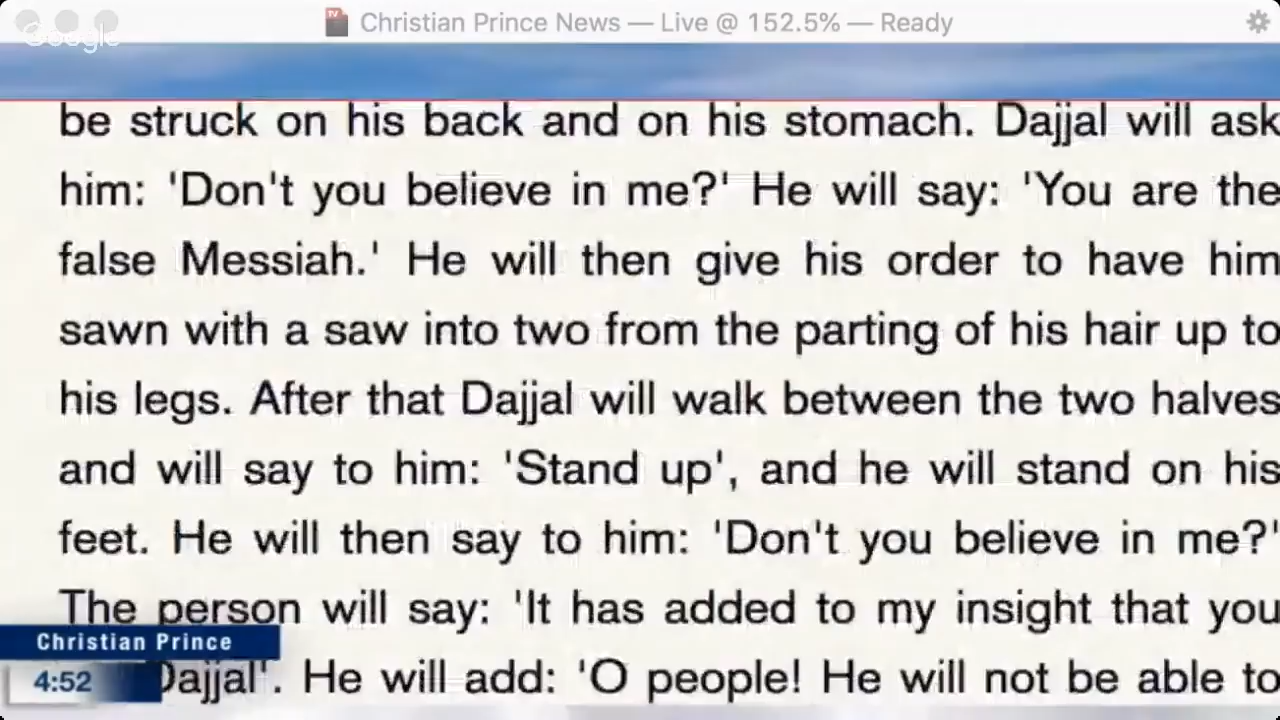 Christian Prince News — Live @ 152.5% — Ready
Google
be struck on his back and on his stomach. Dajjal will ask
him: 'Don't you believe in me?' He will say: 'You are the
false Messiah.' He will then give his order to have him
sawn with a saw into two from the parting of his hair up to
his legs. After that Dajjal will walk between the two halves
and will say to him: 'Stand up', and he will stand on his
feet. He will then say to him: 'Don't you believe in me?'
The person will say: 'It has added to my insight that you
Christian Prince
4:52
Dajjal'. He will add: 'O people! He will not be able to